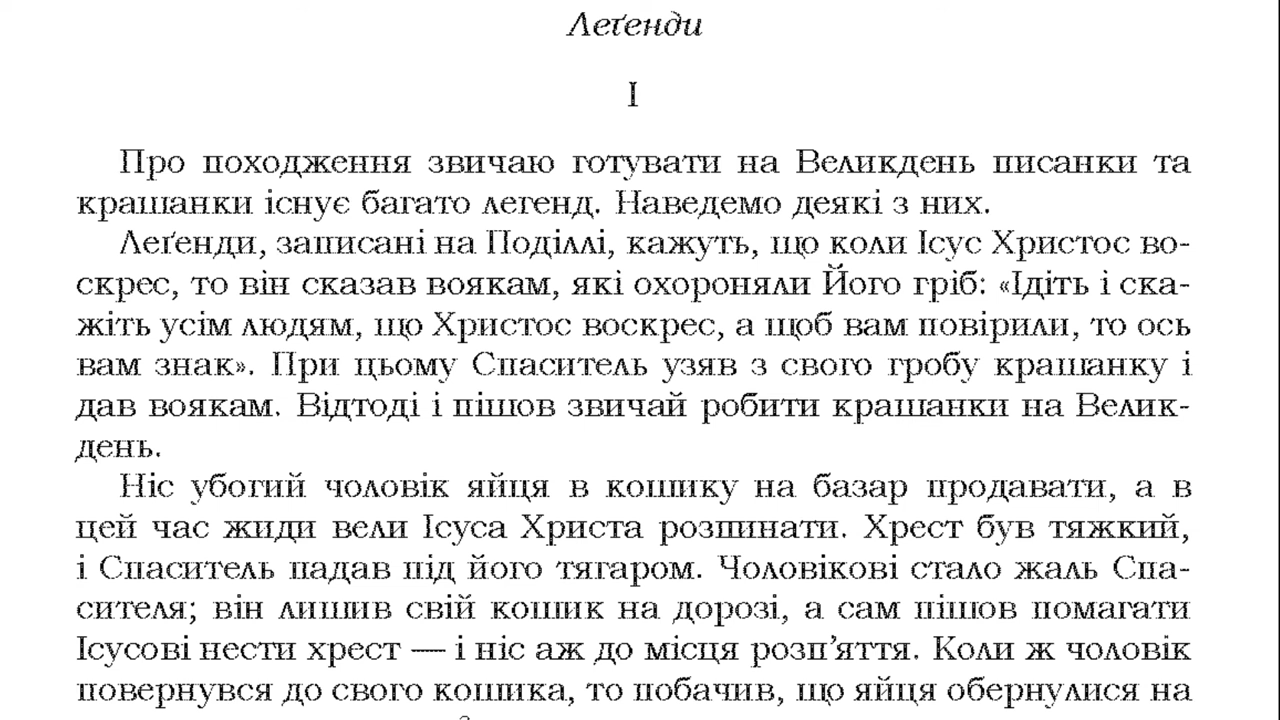 Леґенди
I
Про походження звичаю готувати на Великдень писанки та
крашанки існує багато легенд. Наведемо деякі з них.
Леґенди, записані на Поділлі, кажуть, що коли Ісус Христос во-
скрес, то він сказав воякам, які охороняли Його гріб: «Ідіть і ска-
жіть усім людям, що Христос воскрес, а щоб вам повірили, то ось
вам знак». При цьому Спаситель узяв з свого гробу крашанку і
дав воякам. Відтоді і пішов звичай робити крашанки на Велик-
день.
Ніс убогий чоловік яйця в кошику на базар продавати, а в
цей час жиди вели Ісуса Христа розпинати. Хрест був тяжкий,
і Спаситель падав під його тягаром. Чоловікові стало жаль Спа-
сителя; він лишив свій кошик на дорозі, а сам пішов помагати
Ісусові нести хрест — і ніс аж до місця розп’яття. Коли ж чоловік
повернувся до свого кошика, то побачив, що яйця обернулися на